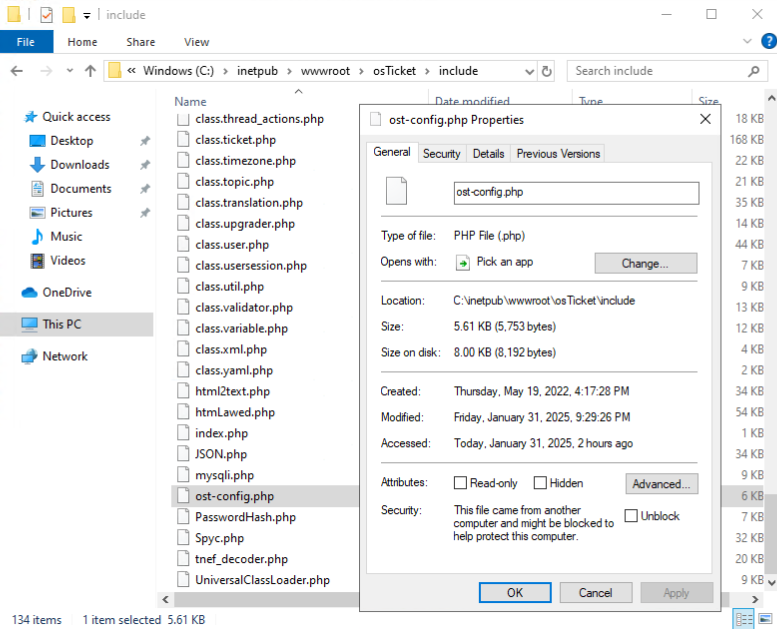 include
File Home Share View
« Windows (C:) › inetpub › wwwroot › osTicket › include
Search include
Quick access
Desktop
Downloads
Documents
Pictures
Music
Videos
OneDrive
This PC
Network
Name Date modified Type Size
class.thread_actions.php 18 KB
class.ticket.php 168 KB
class.timezone.php 22 KB
class.topic.php 21 KB
class.translation.php 35 KB
class.upgrader.php 14 KB
class.user.php 44 KB
class.usersession.php 7 KB
class.util.php 9 KB
class.validator.php 13 KB
class.variable.php 12 KB
class.xml.php 4 KB
class.yaml.php 2 KB
html2text.php 34 KB
htmLawed.php 54 KB
index.php 1 KB
JSON.php 34 KB
mysqli.php 9 KB
ost-config.php 6 KB
PasswordHash.php 7 KB
Spyc.php 32 KB
tnef_decoder.php 20 KB
UniversalClassLoader.php 9 KB
ost-config.php Properties
General Security Details Previous Versions
ost-config.php
Type of file: PHP File (.php)
Opens with: Pick an app Change...
Location: C:\inetpub\wwwroot\osTicket\include
Size: 5.61 KB (5,753 bytes)
Size on disk: 8.00 KB (8,192 bytes)
Created: Thursday, May 19, 2022, 4:17:28 PM
Modified: Friday, January 31, 2025, 9:29:26 PM
Accessed: Today, January 31, 2025, 2 hours ago
Attributes: Read-only Hidden Advanced...
Security: This file came from another
computer and might be blocked to
help protect this computer.
Unblock
OK Cancel Apply
134 items 1 item selected 5.61 KB